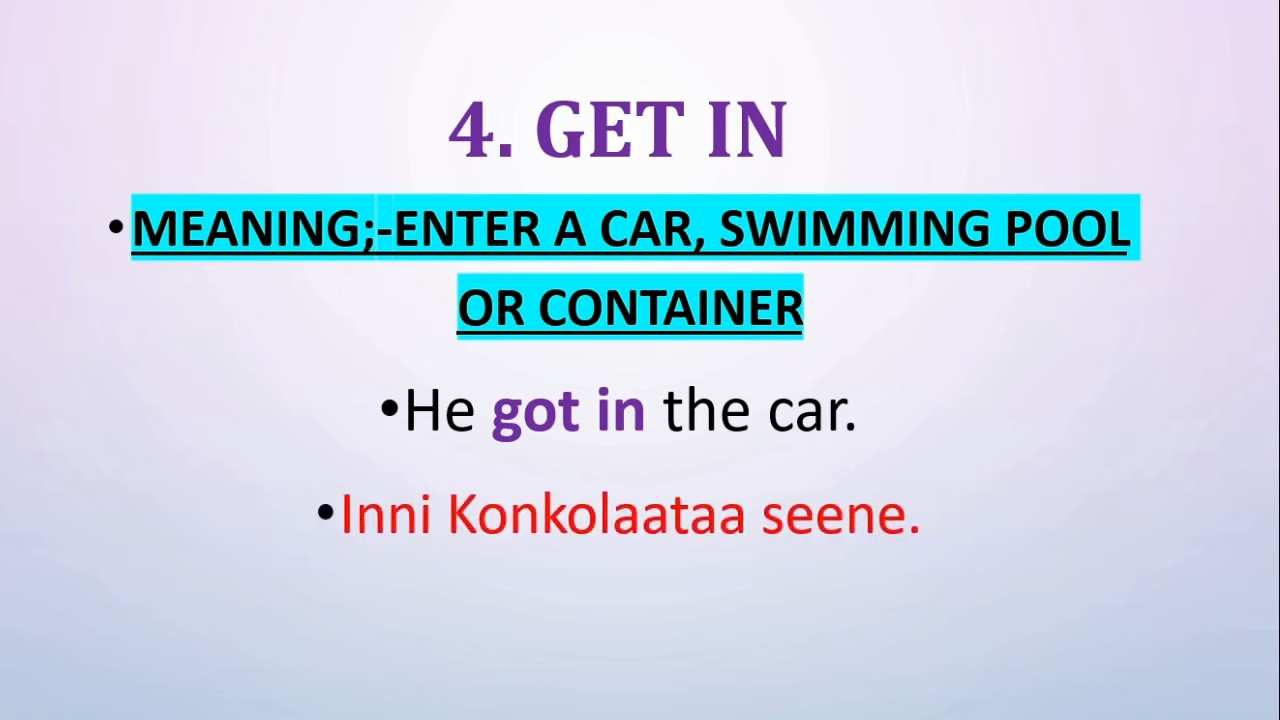 4. GET IN
•MEANING;-ENTER A CAR, SWIMMING POOL
OR CONTAINER
•He got in the car.
•Inni Konkolaataa seene.